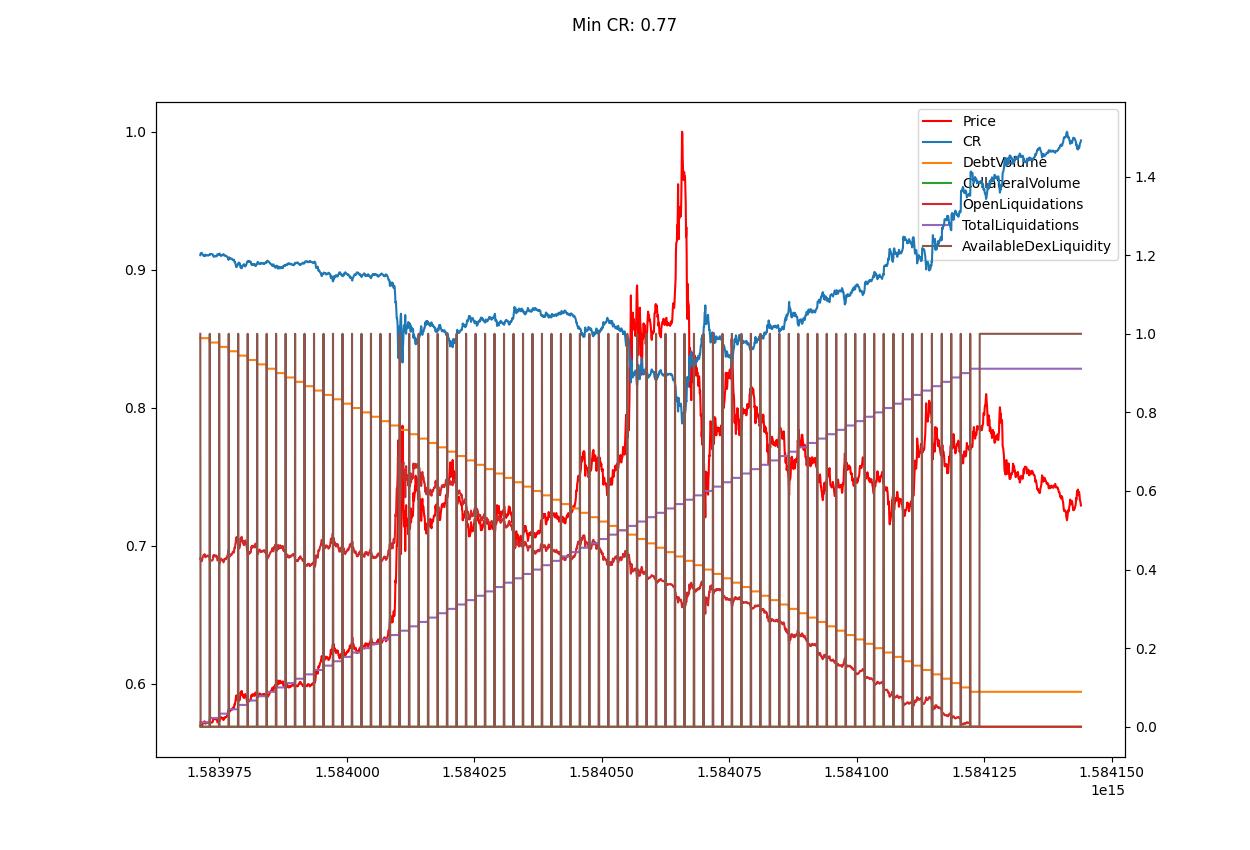 Min CR: 0.77
Price
CR
DebtVolume
CollateralVolume
OpenLiquidations
TotalLiquidations
AvailableDexLiquidity
1.0
0.9
0.8
0.7
0.6
1.4
1.2
1.0
0.8
0.6
0.4
0.2
0.0
1.583975 1.584000 1.584025 1.584050 1.584075 1.584100 1.584125 1.584150
1e15